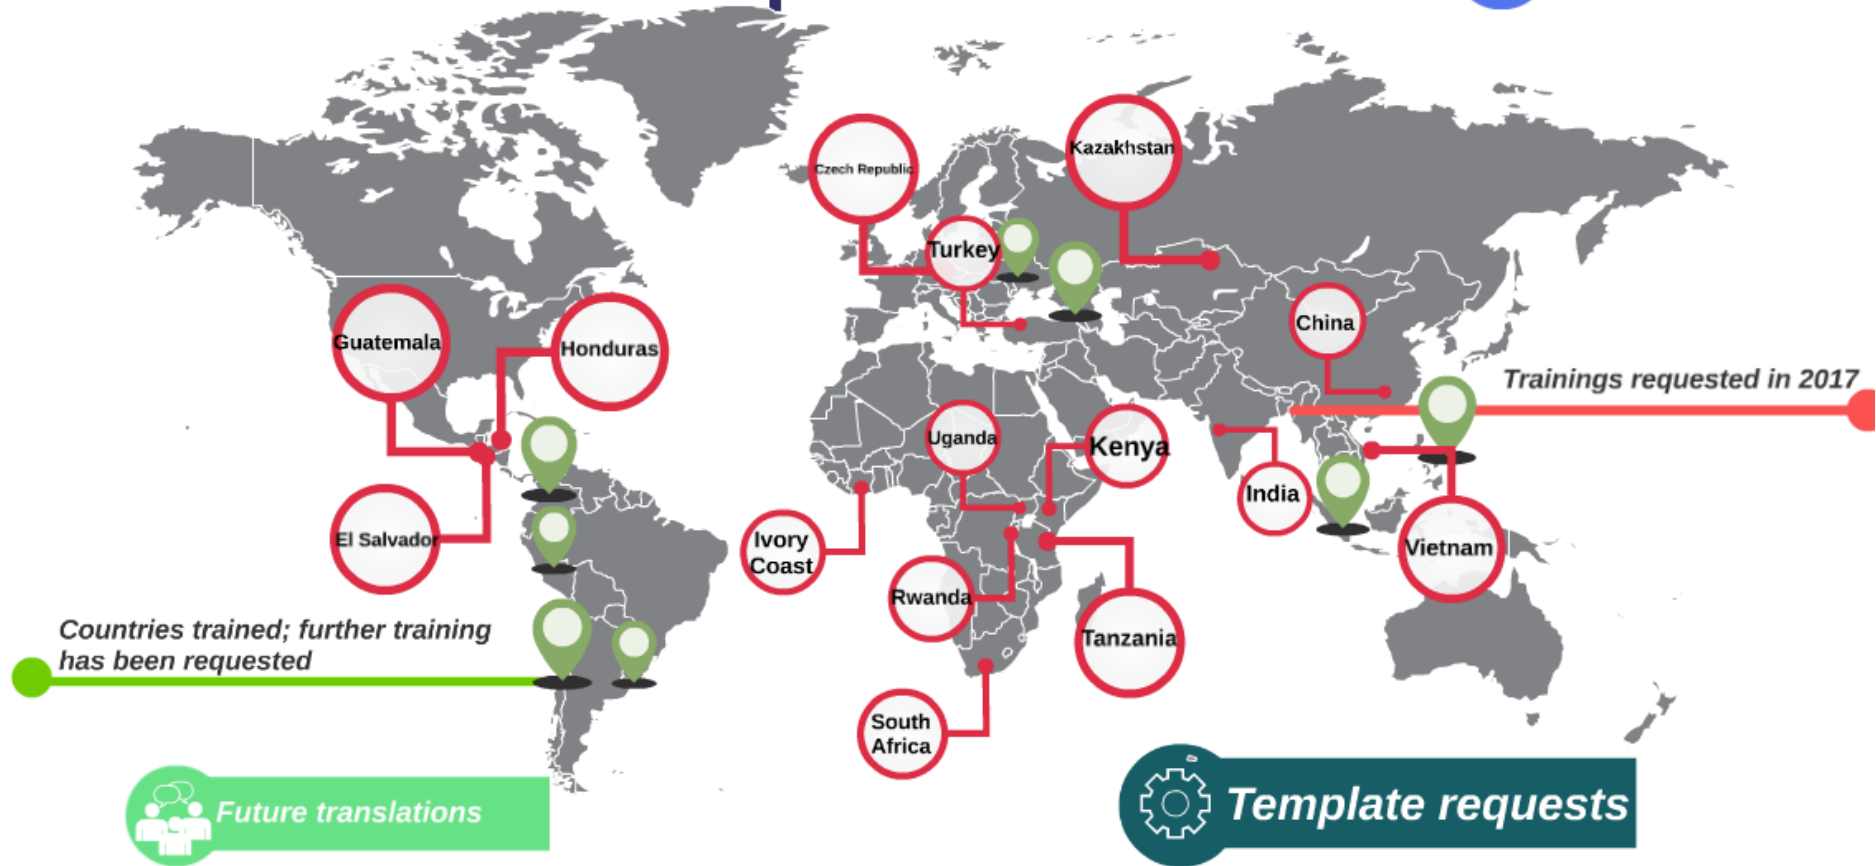 Kazakhstan
Czech Republic
Turkey
China
Guatemala
Honduras
Trainings requested in 2017
Uganda
Kenya
India
El Salvador
Ivory
Coast
Vietnam
Rwanda
Tanzania
Countries trained; further training
has been requested
South
Africa
Future translations
Template requests